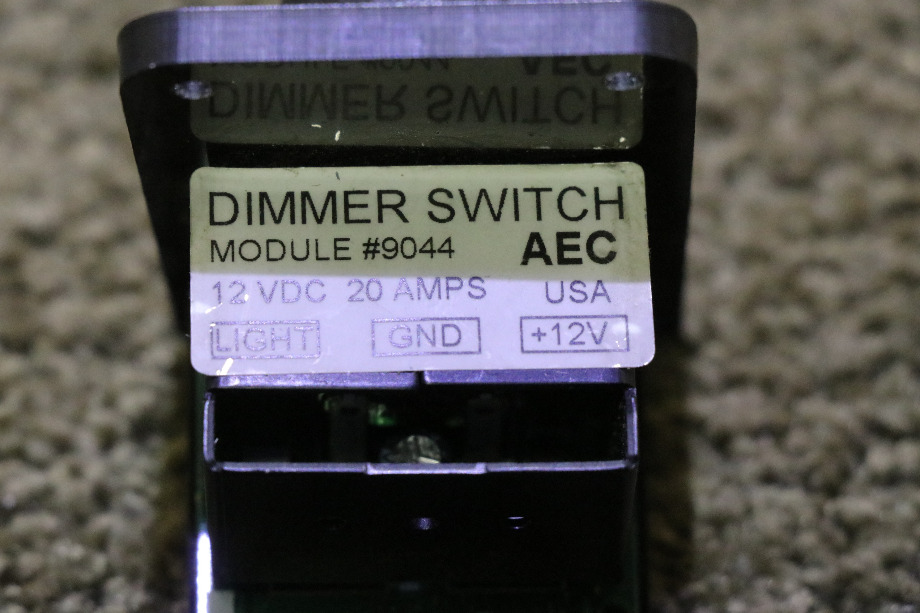 DIMMER SWITCH
MODULE #9044 AEC
12 VDC 20 AMPS USA
LIGHT GND +12V